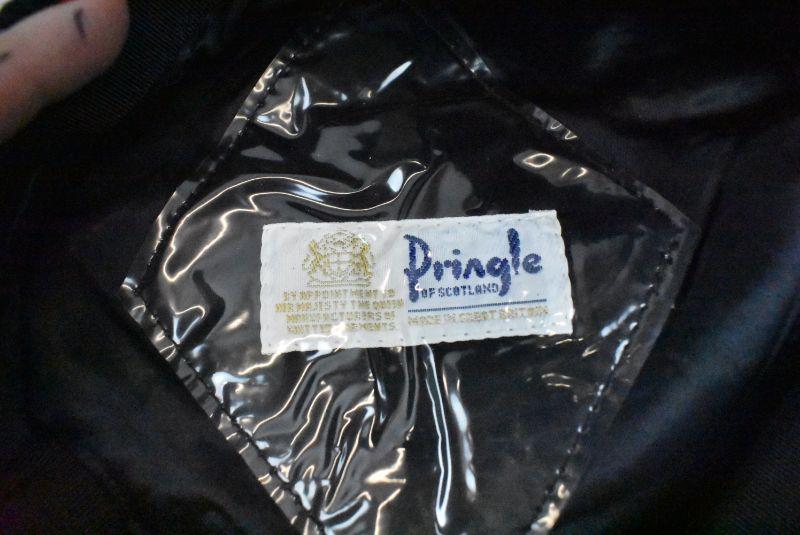 BY APPOINTMENT TO
HER MAJESTY THE QUEEN
MANUFACTURERS OF
KNITTED GARMENTS
Pringle
OF SCOTLAND
MADE IN GREAT BRITAIN